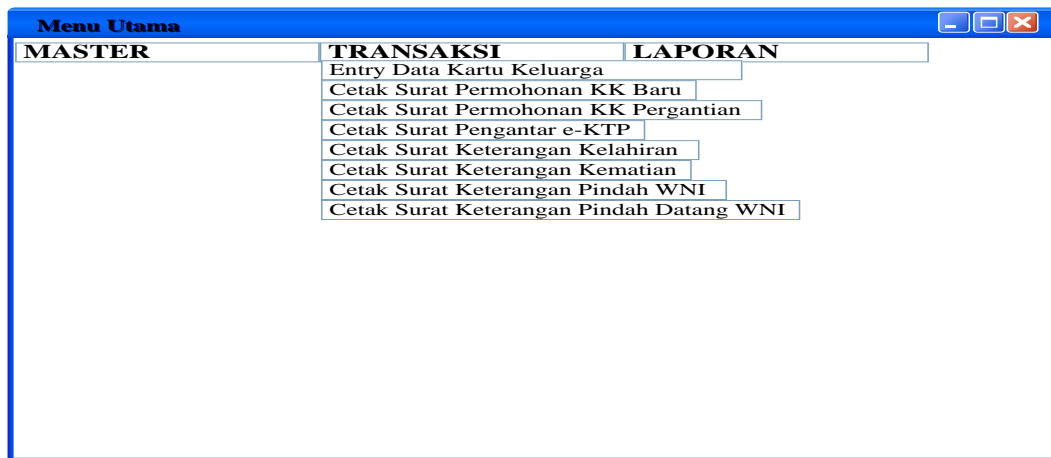 Menu Utama
MASTER TRANSAKSI LAPORAN
Entry Data Kartu Keluarga
Cetak Surat Permohonan KK Baru
Cetak Surat Permohonan KK Pergantian
Cetak Surat Pengantar e-KTP
Cetak Surat Keterangan Kelahiran
Cetak Surat Keterangan Kematian
Cetak Surat Keterangan Pindah WNI
Cetak Surat Keterangan Pindah Datang WNI